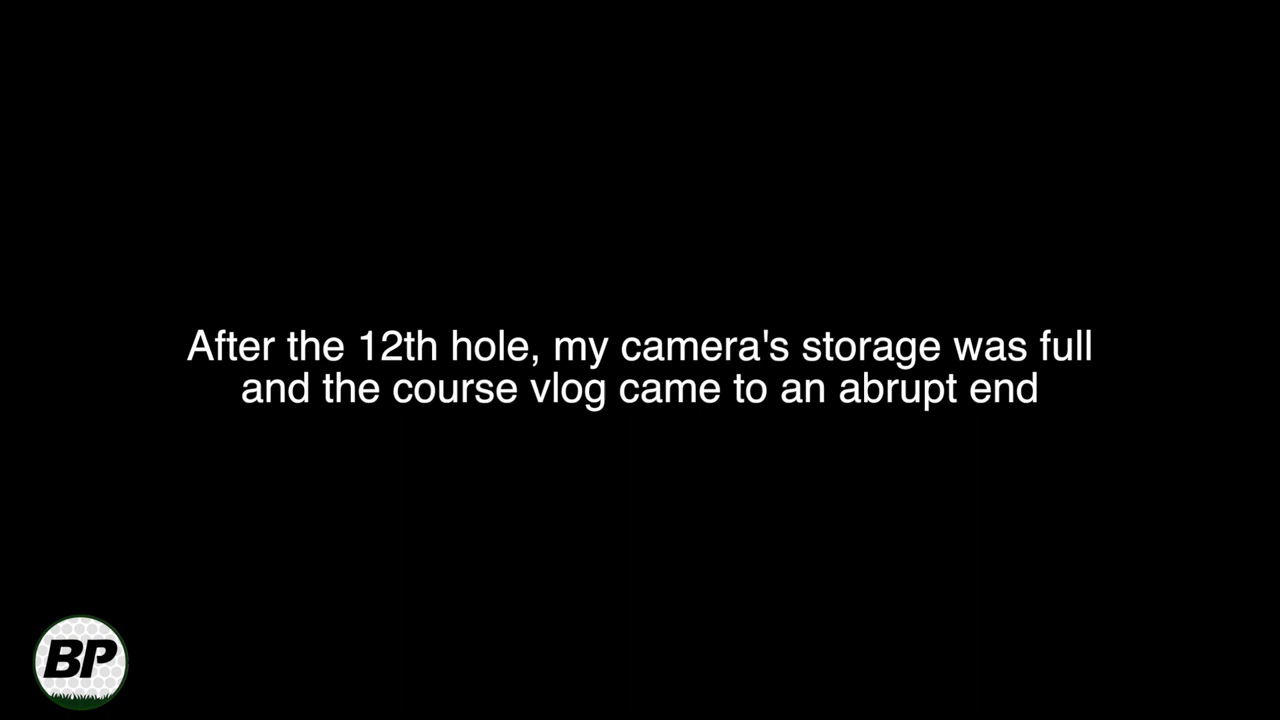 After the 12th hole, my camera's storage was full
and the course vlog came to an abrupt end
BP